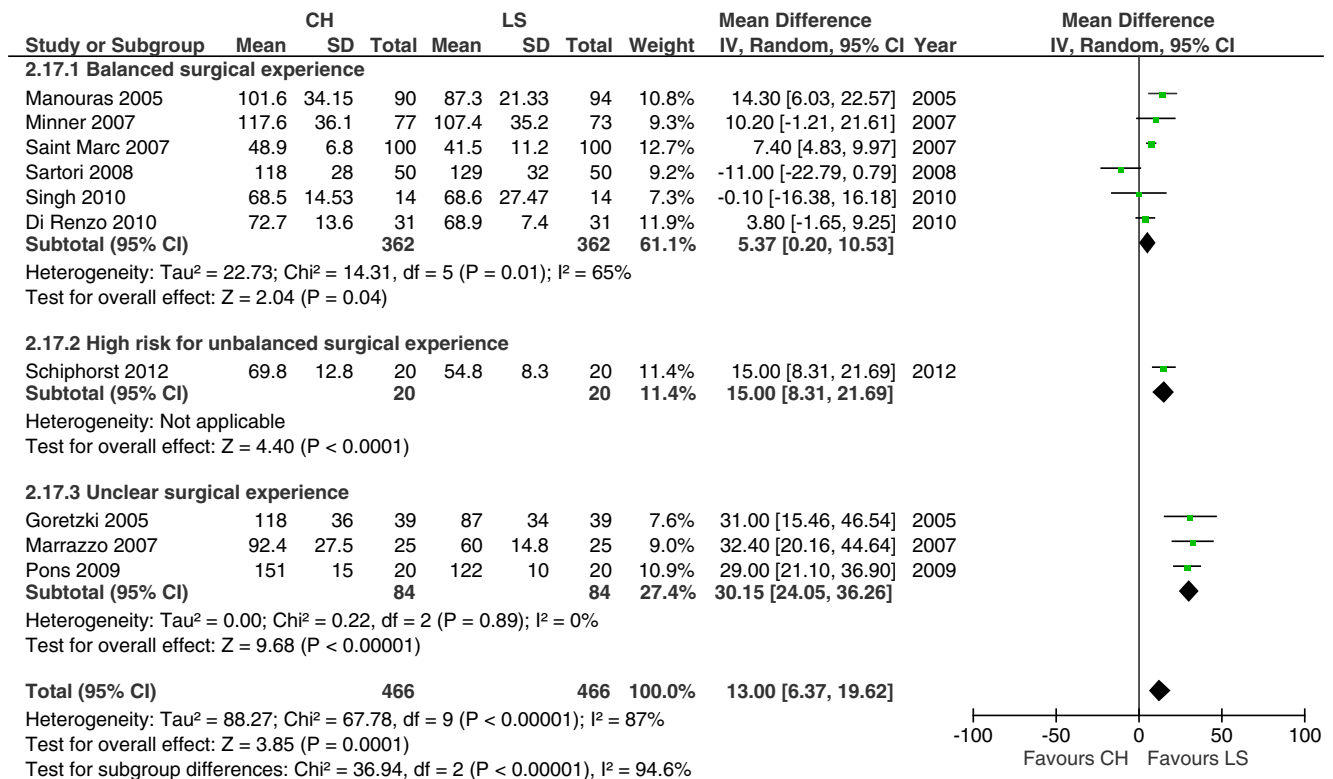 CH LS Mean Difference Mean Difference
Study or Subgroup Mean SD Total Mean SD Total Weight IV, Random, 95% CI Year IV, Random, 95% CI
2.17.1 Balanced surgical experience
Manouras 2005 101.6 34.15 90 87.3 21.33 94 10.8% 14.30 [6.03, 22.57] 2005
Minner 2007 117.6 36.1 77 107.4 35.2 73 9.3% 10.20 [-1.21, 21.61] 2007
Saint Marc 2007 48.9 6.8 100 41.5 11.2 100 12.7% 7.40 [4.83, 9.97] 2007
Sartori 2008 118 28 50 129 32 50 9.2% -11.00 [-22.79, 0.79] 2008
Singh 2010 68.5 14.53 14 68.6 27.47 14 7.3% -0.10 [-16.38, 16.18] 2010
Di Renzo 2010 72.7 13.6 31 68.9 7.4 31 11.9% 3.80 [-1.65, 9.25] 2010
Subtotal (95% CI) 362 362 61.1% 5.37 [0.20, 10.53]
Heterogeneity: Tau² = 22.73; Chi² = 14.31, df = 5 (P = 0.01); I² = 65%
Test for overall effect: Z = 2.04 (P = 0.04)
2.17.2 High risk for unbalanced surgical experience
Schiphorst 2012 69.8 12.8 20 54.8 8.3 20 11.4% 15.00 [8.31, 21.69] 2012
Subtotal (95% CI) 20 20 11.4% 15.00 [8.31, 21.69]
Heterogeneity: Not applicable
Test for overall effect: Z = 4.40 (P < 0.0001)
2.17.3 Unclear surgical experience
Goretzki 2005 118 36 39 87 34 39 7.6% 31.00 [15.46, 46.54] 2005
Marrazzo 2007 92.4 27.5 25 60 14.8 25 9.0% 32.40 [20.16, 44.64] 2007
Pons 2009 151 15 20 122 10 20 10.9% 29.00 [21.10, 36.90] 2009
Subtotal (95% CI) 84 84 27.4% 30.15 [24.05, 36.26]
Heterogeneity: Tau² = 0.00; Chi² = 0.22, df = 2 (P = 0.89); I² = 0%
Test for overall effect: Z = 9.68 (P < 0.00001)
Total (95% CI) 466 466 100.0% 13.00 [6.37, 19.62]
Heterogeneity: Tau² = 88.27; Chi² = 67.78, df = 9 (P < 0.00001); I² = 87%
Test for overall effect: Z = 3.85 (P = 0.0001)
Test for subgroup differences: Chi² = 36.94, df = 2 (P < 0.00001), I² = 94.6%
-100 -50 0 50 100
Favours CH Favours LS